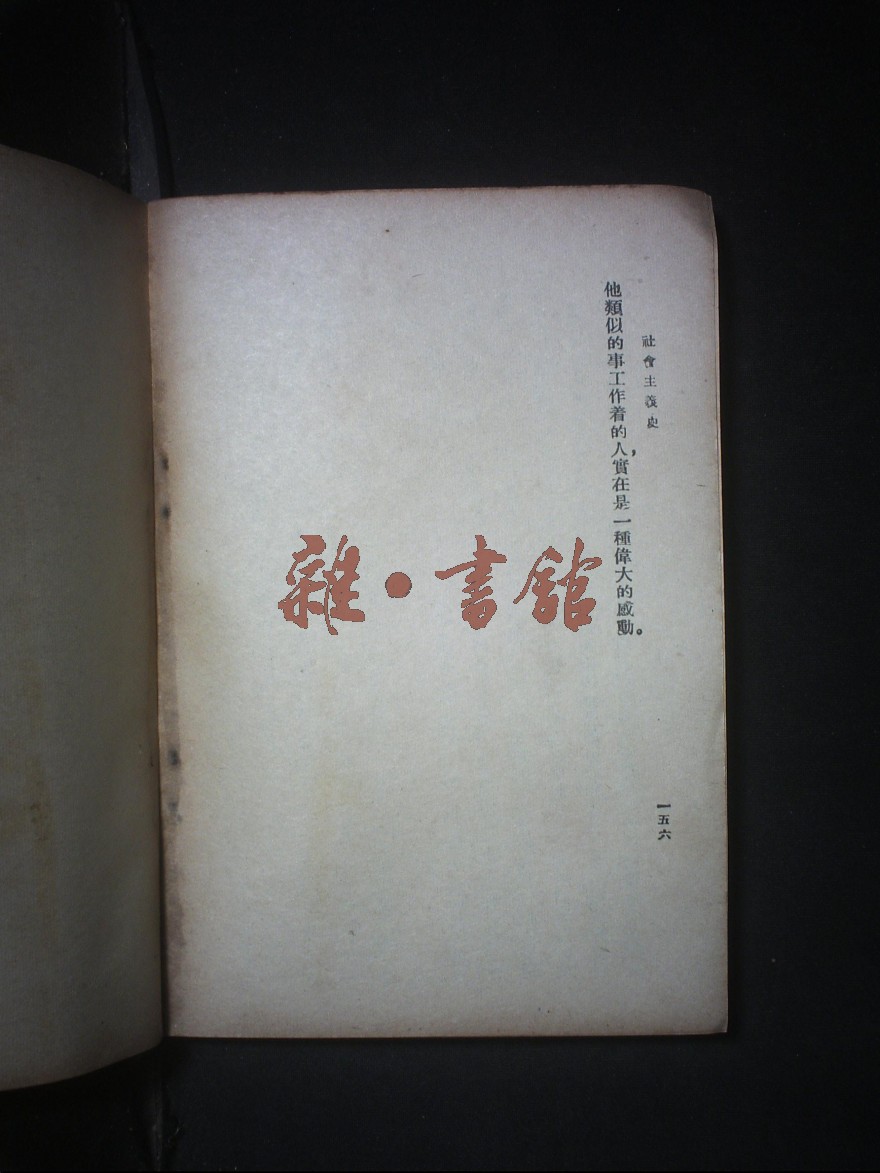 社會主義史
他類似的事工作着的人，實在是一種偉大的感動。
一五六
雜·書館